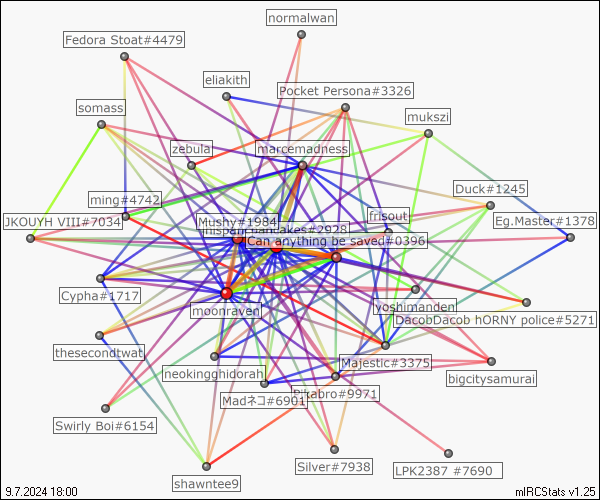 normalwan
Fedora Stoat#4479
eliakith
Pocket Persona#3326
somass
mukszi
zebula
marcemadness
Duck#1245
ming#4742
Mushy#1984
frisout
JKOUYH VIII#7034
Eg.Master#1378
pancakes#2928
Can anything be saved#0396
Cypha#1717
moonraven
yoshimanden
DacobDacob hORNY police#5271
thesecondtwat
neokingghidorah
Majestic#3375
bigcitysamurai
Madネコ#6901
Pikabro#9971
Swirly Boi#6154
Silver#7938
LPK2387 #7690
shawntee9
9.7.2024 18:00
mIRCStats v1.25